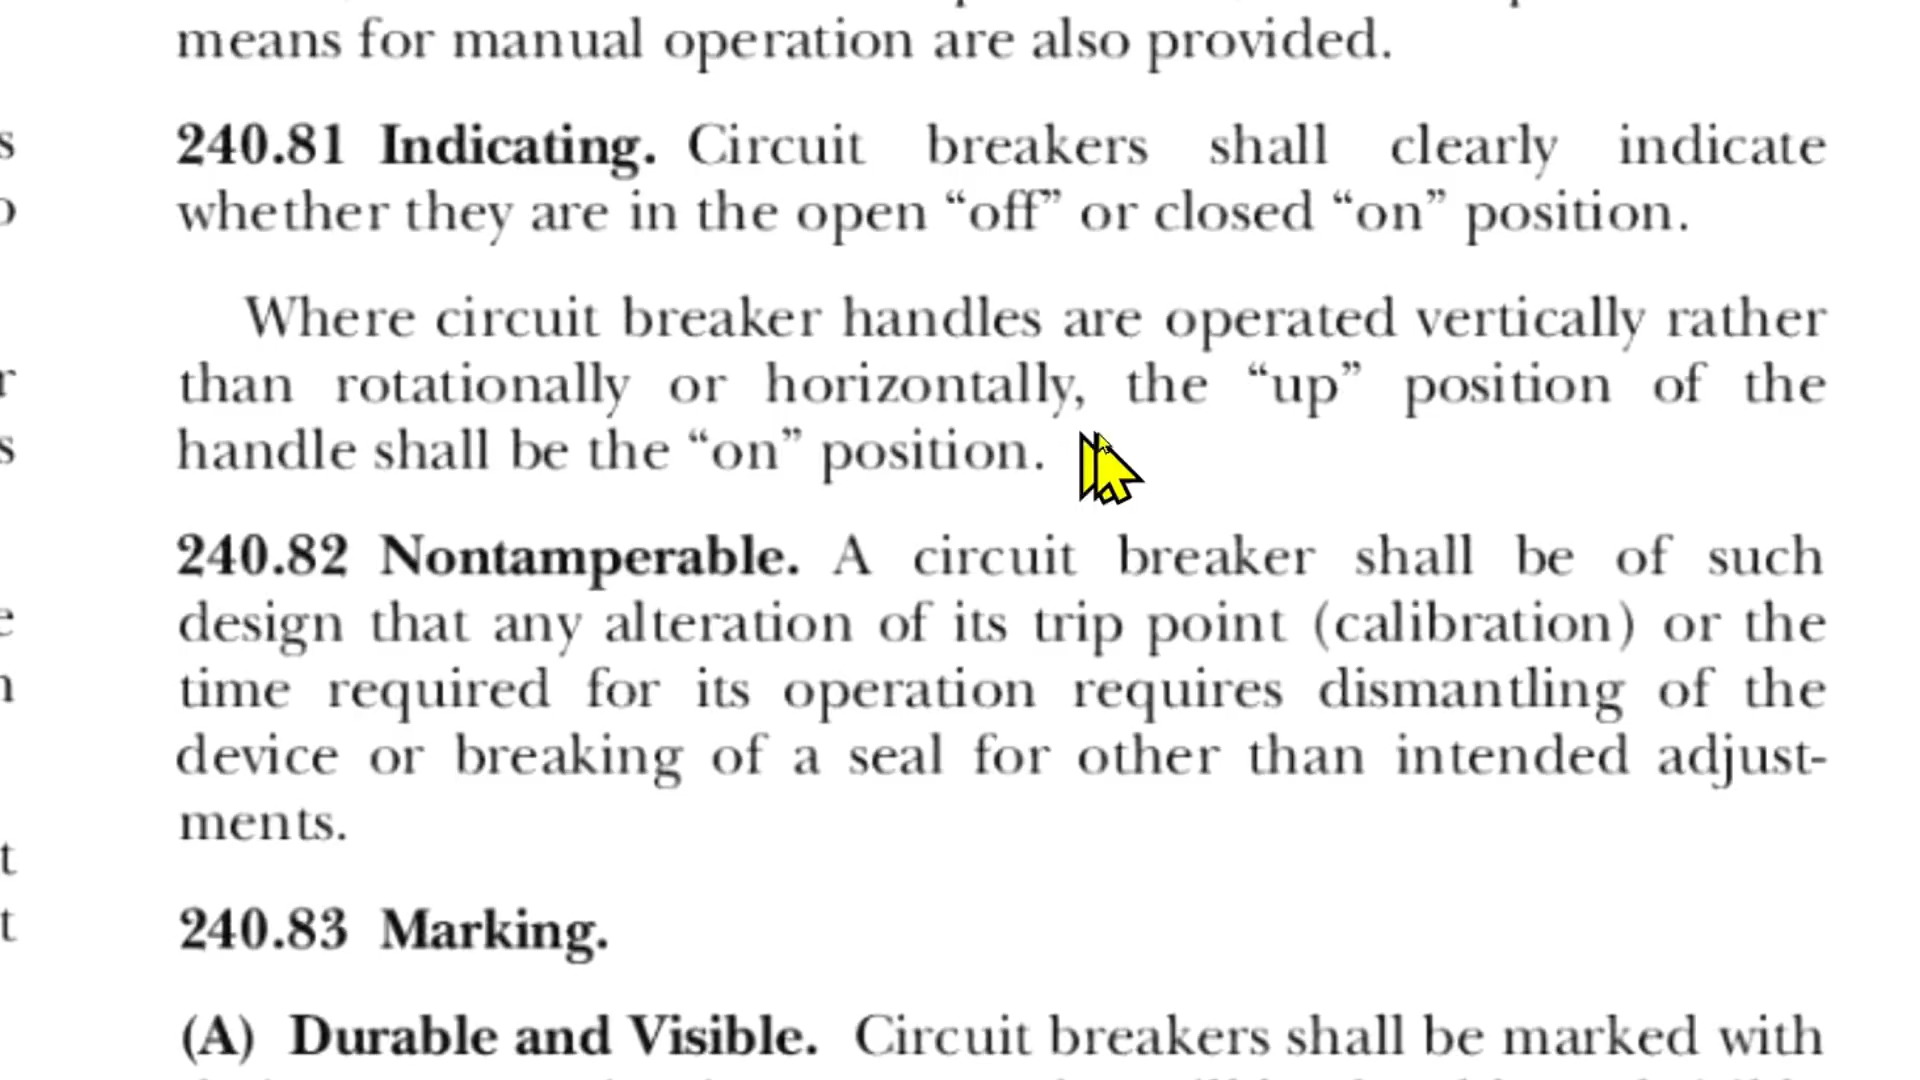 means for manual operation are also provided.
240.81 Indicating. Circuit breakers shall clearly indicate
whether they are in the open “off” or closed “on” position.
Where circuit breaker handles are operated vertically rather
than rotationally or horizontally, the “up” position of the
handle shall be the “on” position.
240.82 Nontamperable. A circuit breaker shall be of such
design that any alteration of its trip point (calibration) or the
time required for its operation requires dismantling of the
device or breaking of a seal for other than intended adjust-
ments.
240.83 Marking.
(A) Durable and Visible. Circuit breakers shall be marked with